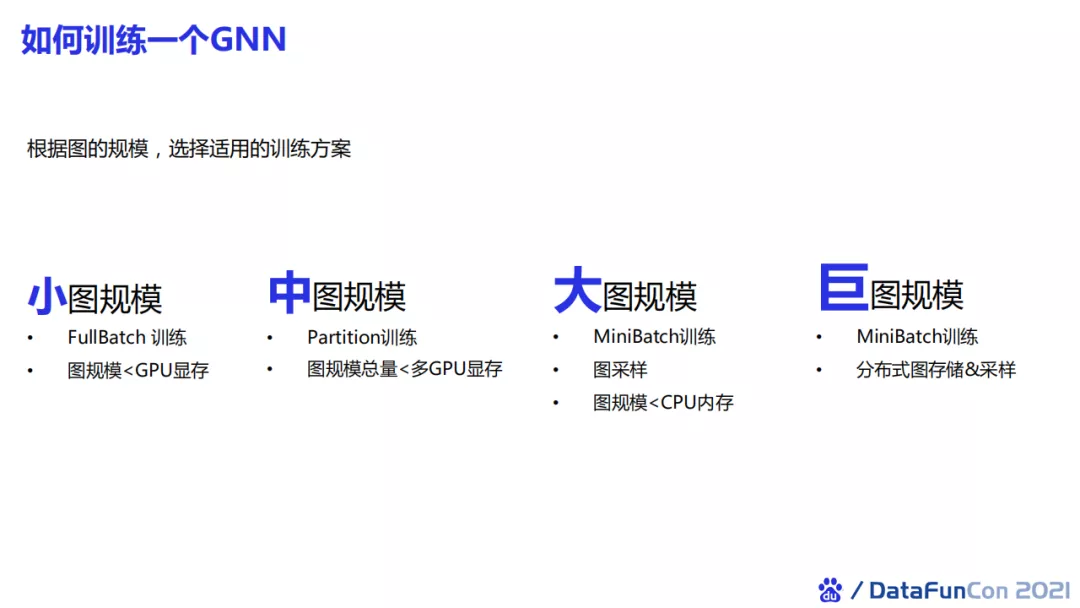 如何训练一个GNN
根据图的规模，选择适用的训练方案
小图规模
• FullBatch 训练
• 图规模<GPU显存
中图规模
• Partition训练
• 图规模总量<多GPU显存
大图规模
• MiniBatch训练
• 图采样
• 图规模<CPU内存
巨图规模
• MiniBatch训练
• 分布式图存储&采样
du / DataFunCon 2021